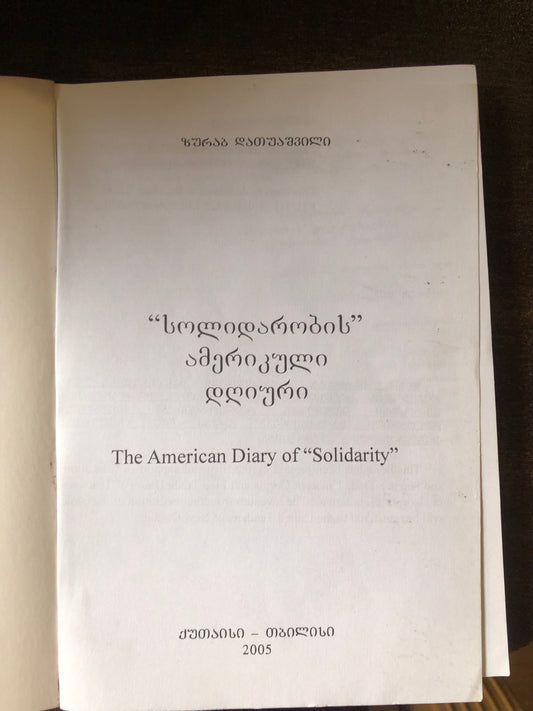 ზურაბ დათუაშვილი
“სოლიდარობის”
ამერიკული
დღიური
The American Diary of “Solidarity”
ქუთაისი – თბილისი
2005